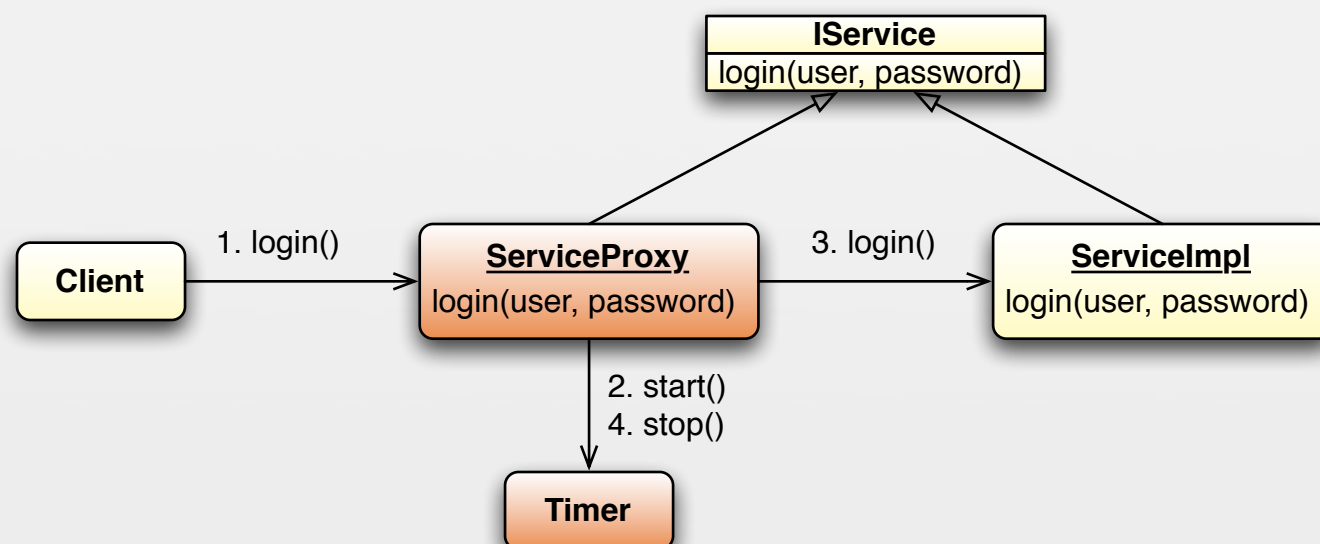 IService
login(user, password)
1. login()
3. login()
Client
ServiceProxy
login(user, password)
ServiceImpl
login(user, password)
2. start()
4. stop()
Timer